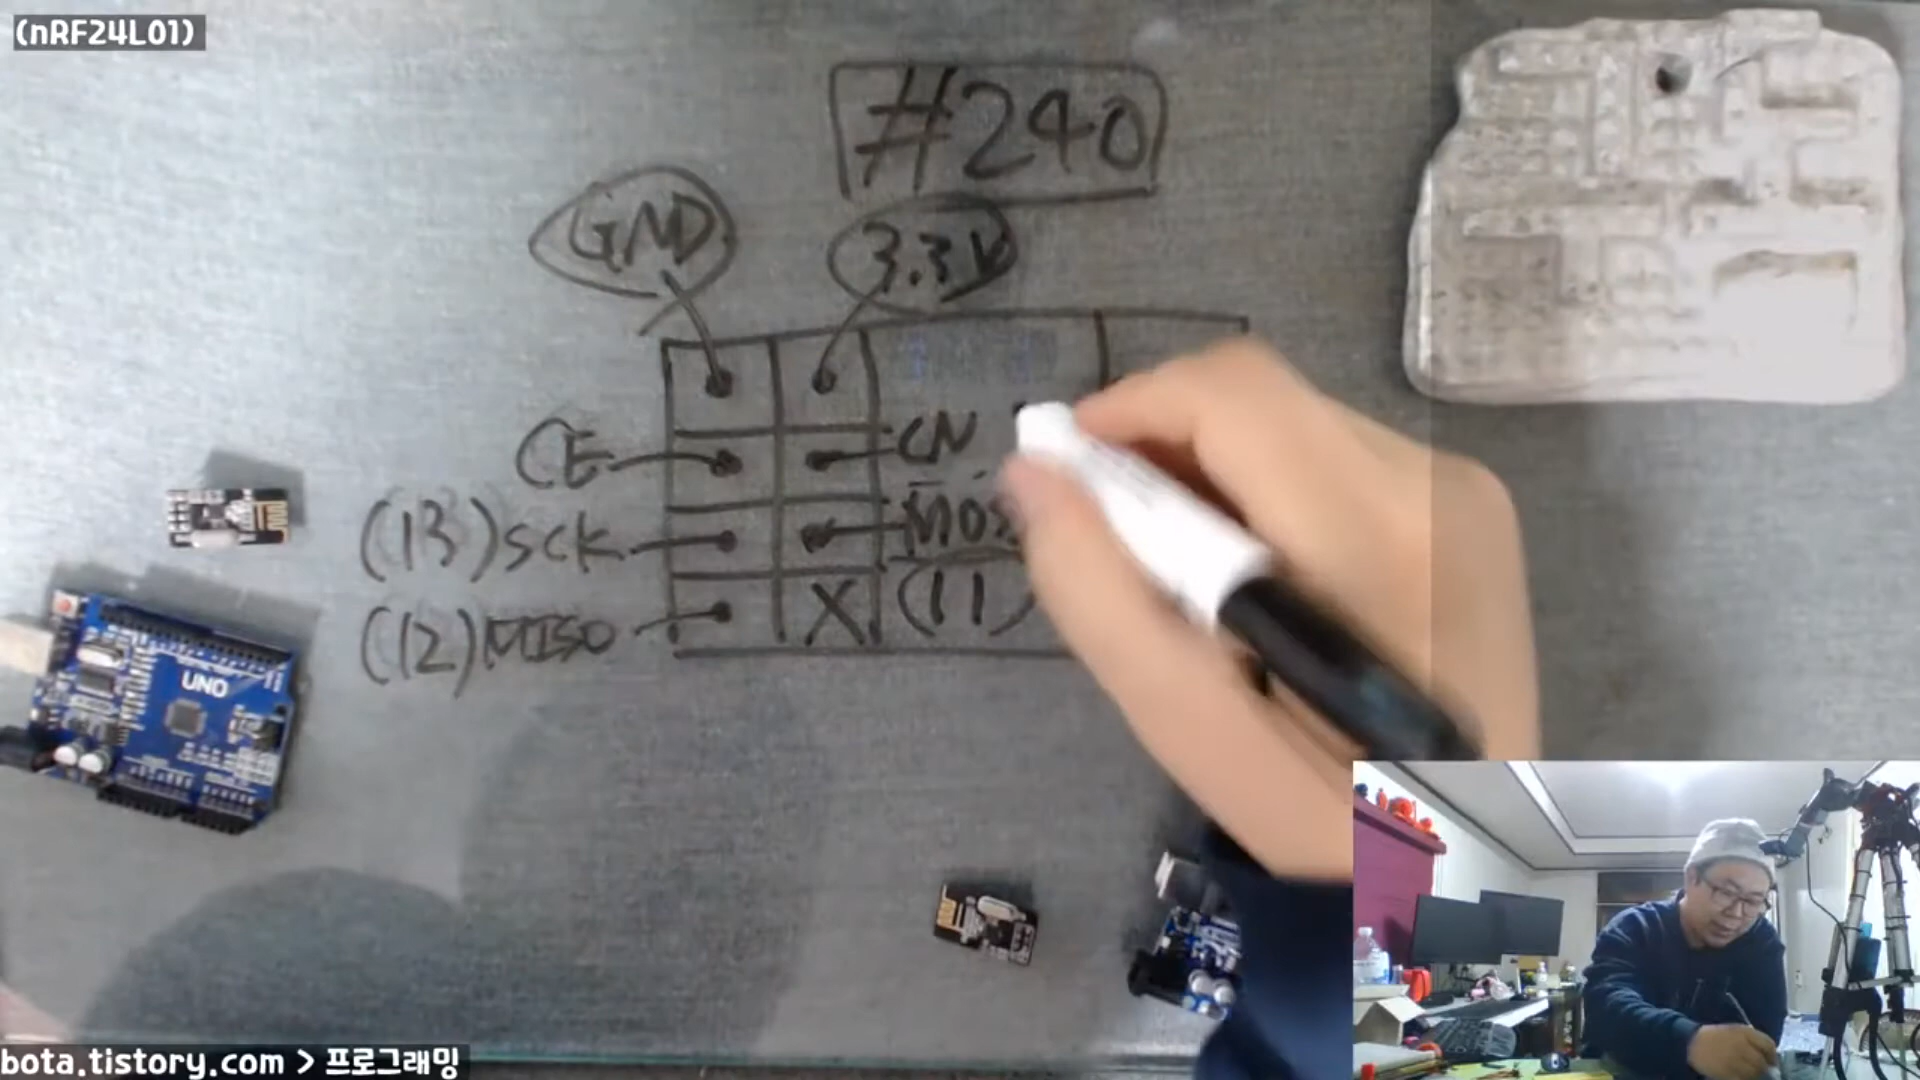 (nRF24L01)
#240
GND 3.3V
CE CN
(13) SCK MOS
(12) MISO X (11)
UNO
bota.tistory.com > 프로그래밍